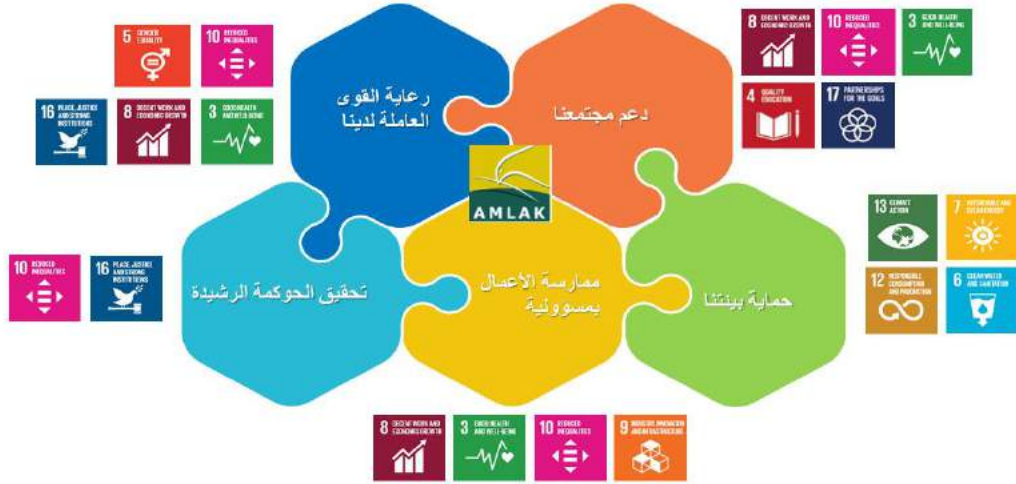 5 GENDER
EQUALITY
10 REDUCED
INEQUALITIES
16 PEACE, JUSTICE
AND STRONG
INSTITUTIONS
8 DECENT WORK AND
ECONOMIC GROWTH
3 GOOD HEALTH
AND WELL-BEING
رعاية القوى
العاملة لدينا
دعم مجتمعنا
8 DECENT WORK AND
ECONOMIC GROWTH
10 REDUCED
INEQUALITIES
3 GOOD HEALTH
AND WELL-BEING
4 QUALITY
EDUCATION
17 PARTNERSHIPS
FOR THE GOALS
AMLAK
10 REDUCED
INEQUALITIES
16 PEACE, JUSTICE
AND STRONG
INSTITUTIONS
تحقيق الحوكمة الرشيدة
ممارسة الأعمال
بمسوولية
حماية بيئتنا
13 CLIMATE
ACTION
7 AFFORDABLE AND
CLEAN ENERGY
12 RESPONSIBLE
CONSUMPTION
AND PRODUCTION
6 CLEAN WATER
AND SANITATION
8 DECENT WORK AND
ECONOMIC GROWTH
3 GOOD HEALTH
AND WELL-BEING
10 REDUCED
INEQUALITIES
9 INDUSTRY, INNOVATION
AND INFRASTRUCTURE